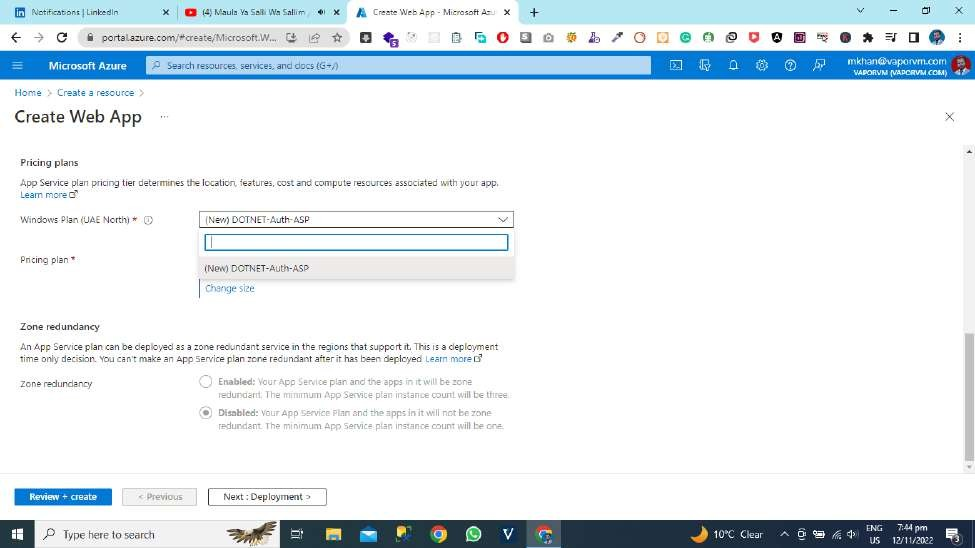 Notifications | LinkedIn
(4) Maula Ya Salli Wa Sallim
Create Web App - Microsoft Azu
portal.azure.com/#create/Microsoft.W...
Microsoft Azure
Search resources, services, and docs (G+/)
mkhan@vaporvm.com
VAPORVM (VAPORVM.COM)
Home > Create a resource >
Create Web App ...
Pricing plans
App Service plan pricing tier determines the location, features, cost and compute resources associated with your app.
Learn more
Windows Plan (UAE North) *
(New) DOTNET-Auth-ASP
Pricing plan *
(New) DOTNET-Auth-ASP
Change size
Zone redundancy
An App Service plan can be deployed as a zone redundant service in the regions that support it. This is a deployment
time only decision. You can't make an App Service plan zone redundant after it has been deployed Learn more
Zone redundancy
Enabled: Your App Service plan and the apps in it will be zone
redundant. The minimum App Service plan instance count will be three.
Disabled: Your App Service Plan and the apps in it will not be zone
redundant. The minimum App Service plan instance count will be one.
Review + create
< Previous
Next : Deployment >
Type here to search
10°C Clear
ENG
US
7:44 pm
12/11/2022
3